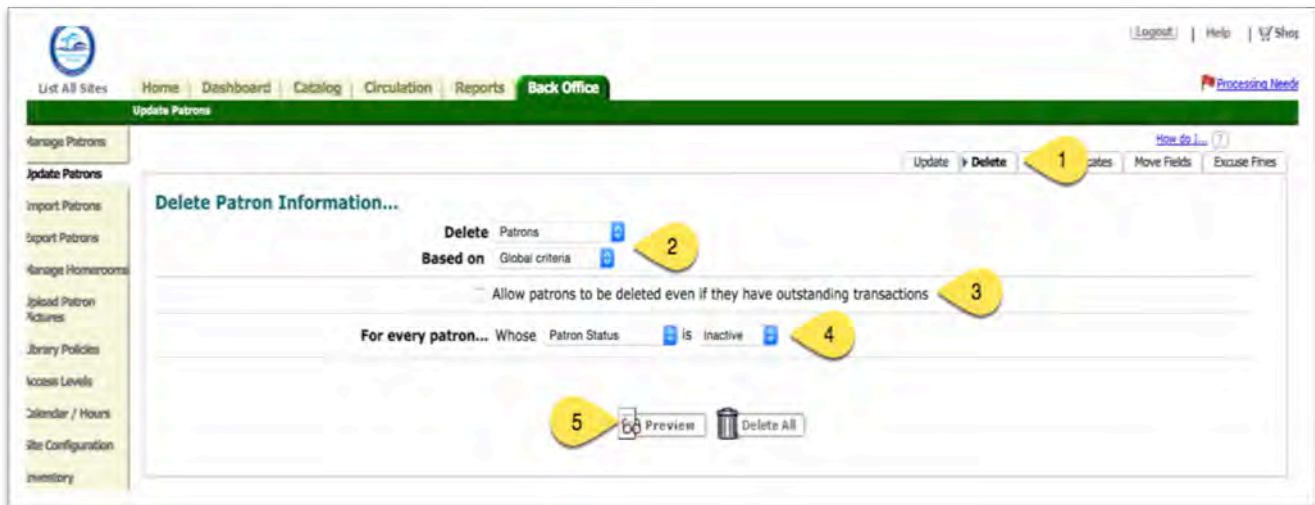 Logout | Help | Shop
List All Sites
Home Dashboard Catalog Circulation Reports Back Office
Processing Needs
Update Patrons
Manage Patrons
How do I... ?
Update Delete 1 cates Move Fields Excuse Fines
Update Patrons
Import Patrons
Delete Patron Information...
Export Patrons
Delete Patrons
2
Based on Global criteria
Manage Homerooms
Allow patrons to be deleted even if they have outstanding transactions 3
Upload Patron
Pictures
For every patron... Whose Patron Status is Inactive 4
Library Policies
Access Levels
Calendar / Hours
5 Preview Delete All
Site Configuration
Inventory